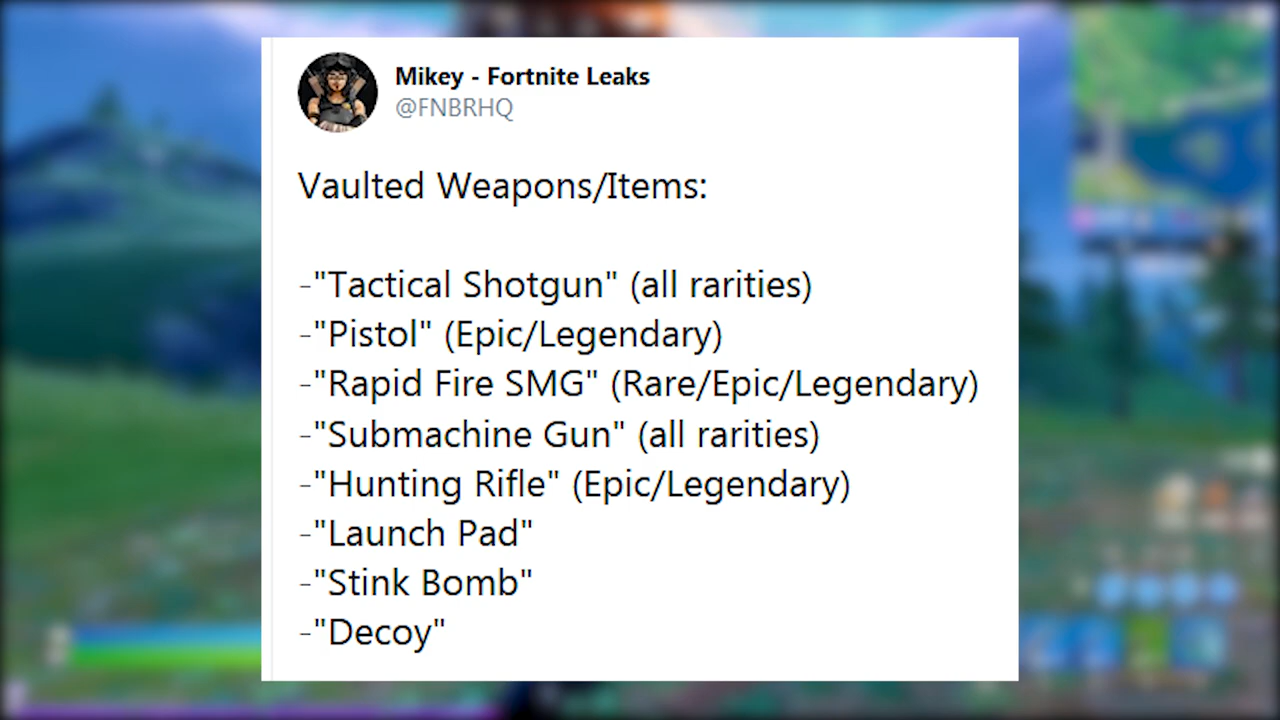 Mikey - Fortnite Leaks
@FNBRHQ
Vaulted Weapons/Items:
-"Tactical Shotgun" (all rarities)
-"Pistol" (Epic/Legendary)
-"Rapid Fire SMG" (Rare/Epic/Legendary)
-"Submachine Gun" (all rarities)
-"Hunting Rifle" (Epic/Legendary)
-"Launch Pad"
-"Stink Bomb"
-"Decoy"